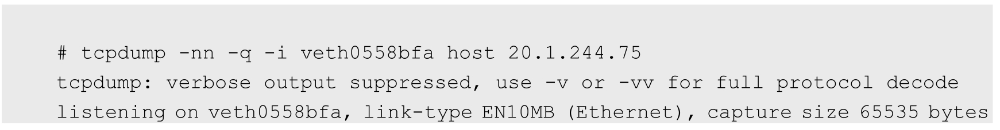 # tcpdump -nn -q -i veth0558bfa host 20.1.244.75
tcpdump: verbose output suppressed, use -v or -vv for full protocol decode
listening on veth0558bfa, link-type EN10MB (Ethernet), capture size 65535 bytes